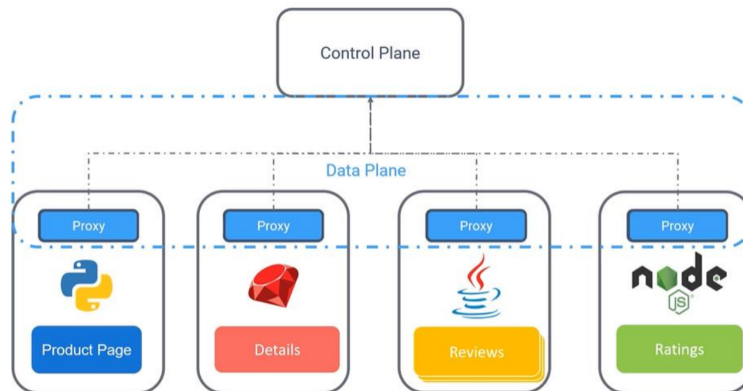 Control Plane
Data Plane
Proxy
Proxy
Proxy
Proxy
node
JS
Product Page
Details
Reviews
Ratings